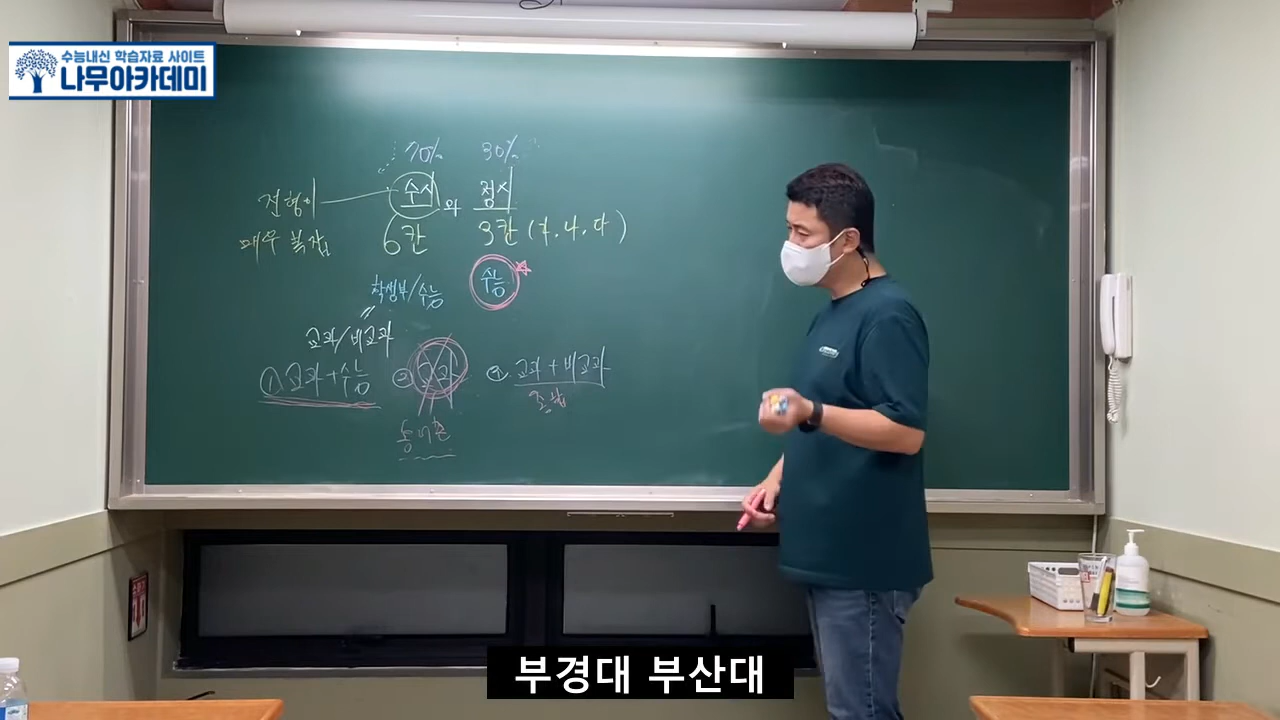 수능내신 학습자료 사이트
나무아카데미
70% 30%
전형이 수시와 정시
매우 복잡 6칸 3칸 (가.나.다)
학생부/수능 수능
교과/비교과
① 교과+수능 ② 교과 ③ 교과+비교과
종합
농어촌
부경대 부산대